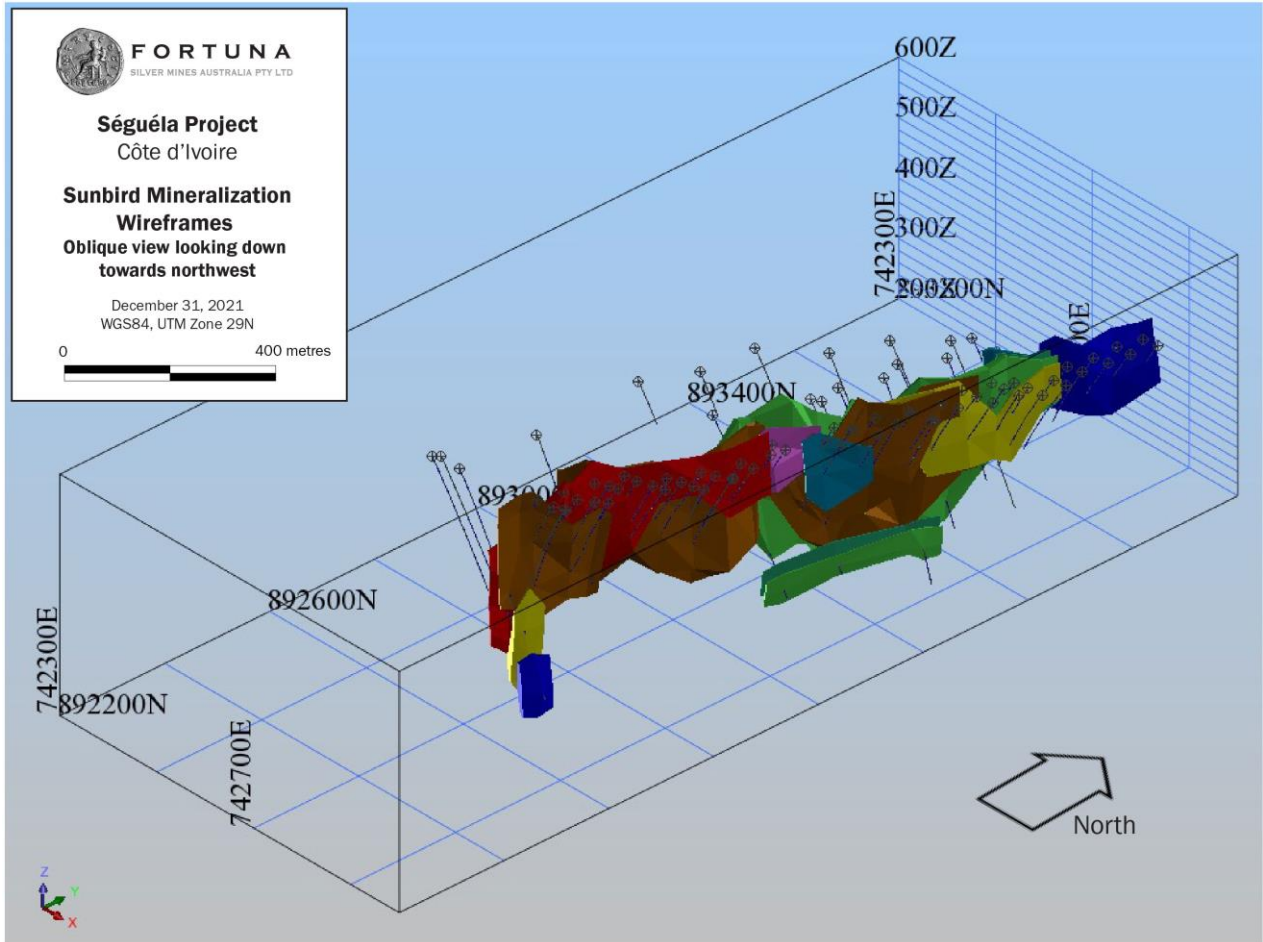 FORTUNA
SILVER MINES AUSTRALIA PTY LTD
Séguéla Project
Côte d'Ivoire
Sunbird Mineralization
Wireframes
Oblique view looking down
towards northwest
December 31, 2021
WGS84, UTM Zone 29N
0 400 metres
600Z
500Z
400Z
300Z
742300E
893400N
892600N
742300E
892200N
742700E
North
Z
Y
X